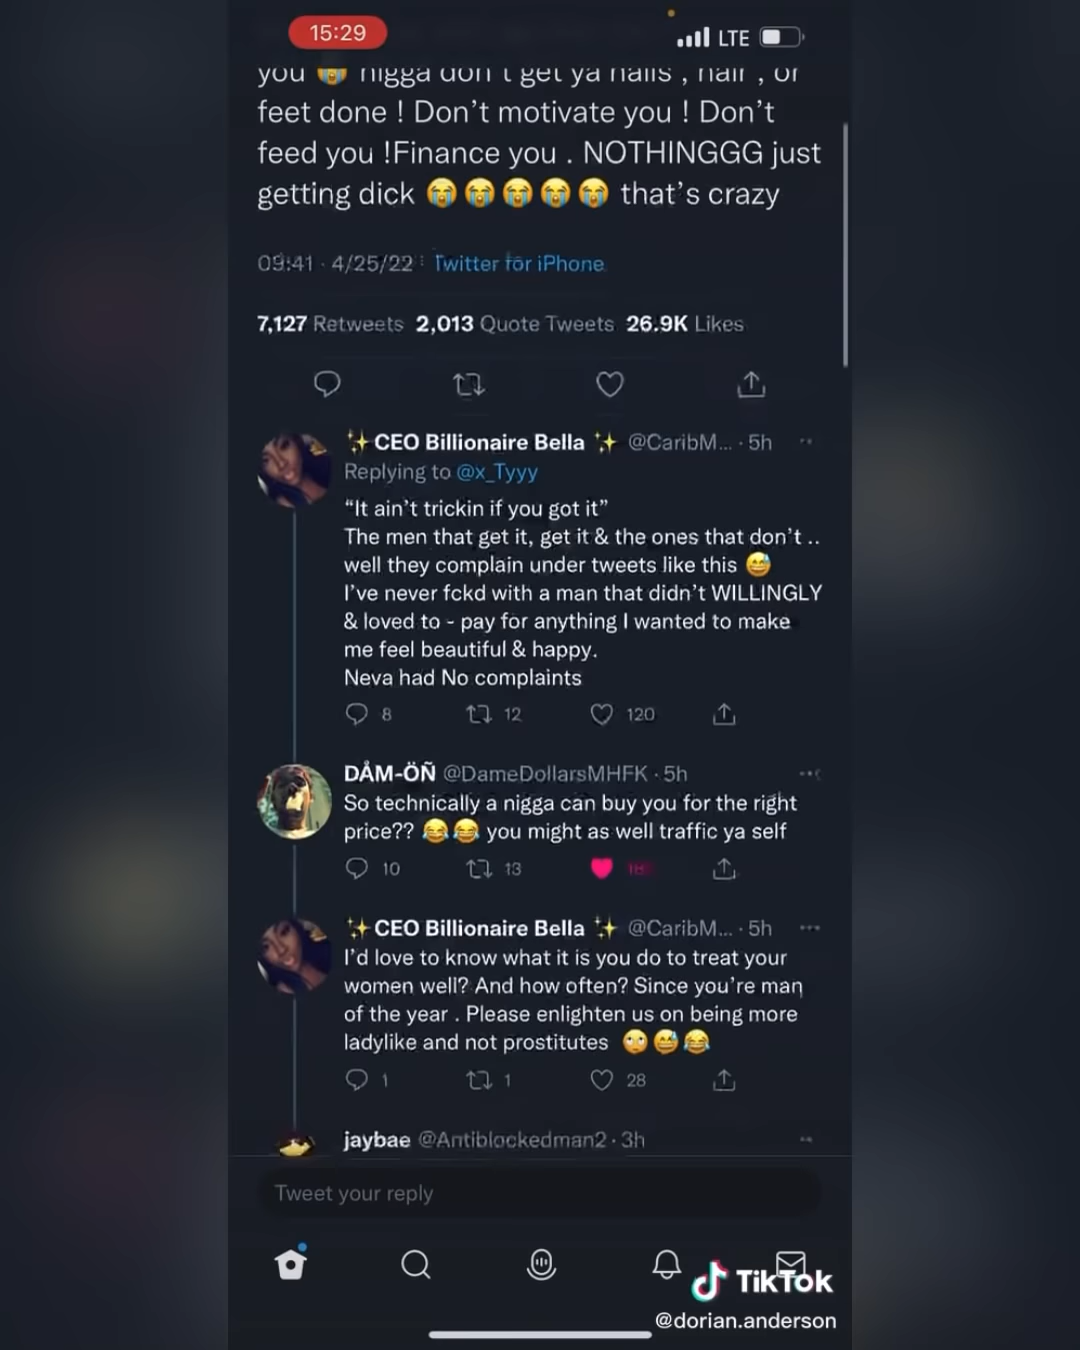 15:29
LTE
you 😭 nigga don't get ya nails , hair , or
feet done ! Don't motivate you ! Don't
feed you !Finance you . NOTHINGGG just
getting dick 😭😭😭😭😭 that's crazy
09:41 · 4/25/22 · Twitter for iPhone
7,127 Retweets 2,013 Quote Tweets 26.9K Likes
✨CEO Billionaire Bella✨ @CaribM... · 5h
Replying to @x_Tyyy
“It ain't trickin if you got it”
The men that get it, get it & the ones that don't ..
well they complain under tweets like this 😅
I've never fckd with a man that didn't WILLINGLY
& loved to - pay for anything I wanted to make
me feel beautiful & happy.
Neva had No complaints
8 12 120
DÅM-ÖÑ @DameDollarsMHFK · 5h
So technically a nigga can buy you for the right
price?? 😂😂 you might as well traffic ya self
10 13
✨CEO Billionaire Bella✨ @CaribM... · 5h
I'd love to know what it is you do to treat your
women well? And how often? Since you're man
of the year . Please enlighten us on being more
ladylike and not prostitutes 🙄😅😂
1 1 28
jaybae @Antiblockedman2 · 3h
Tweet your reply
TikTok
@dorian.anderson